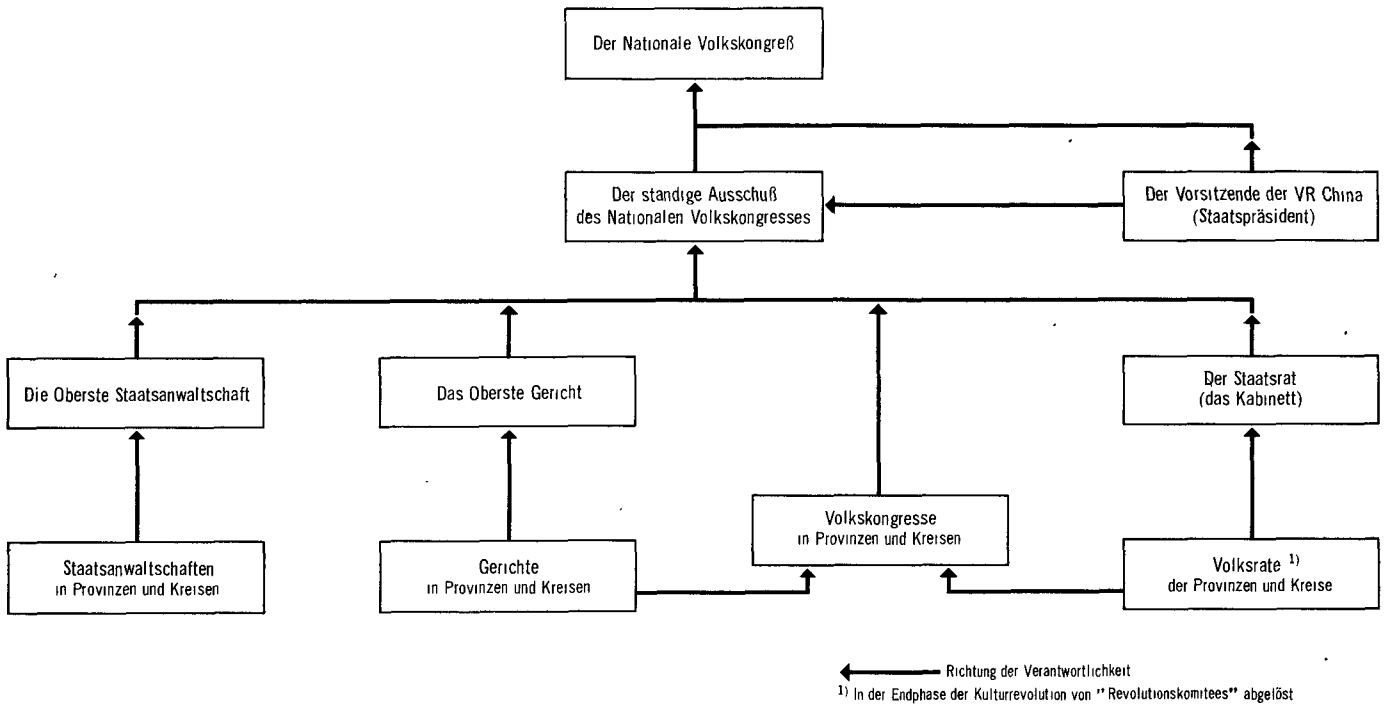 Der Nationale Volkskongreß
Der standige Ausschuß
des Nationalen Volkskongresses
Der Vorsitzende der VR China
(Staatspräsident)
Die Oberste Staatsanwaltschaft
Das Oberste Gericht
Der Staatsrat
(das Kabinett)
Volkskongresse
in Provinzen und Kreisen
Staatsanwaltschaften
in Provinzen und Kreisen
Gerichte
in Provinzen und Kreisen
Volksrate 1)
der Provinzen und Kreise
Richtung der Verantwortlichkeit
1) In der Endphase der Kulturrevolution von "Revolutionskomitees" abgelöst